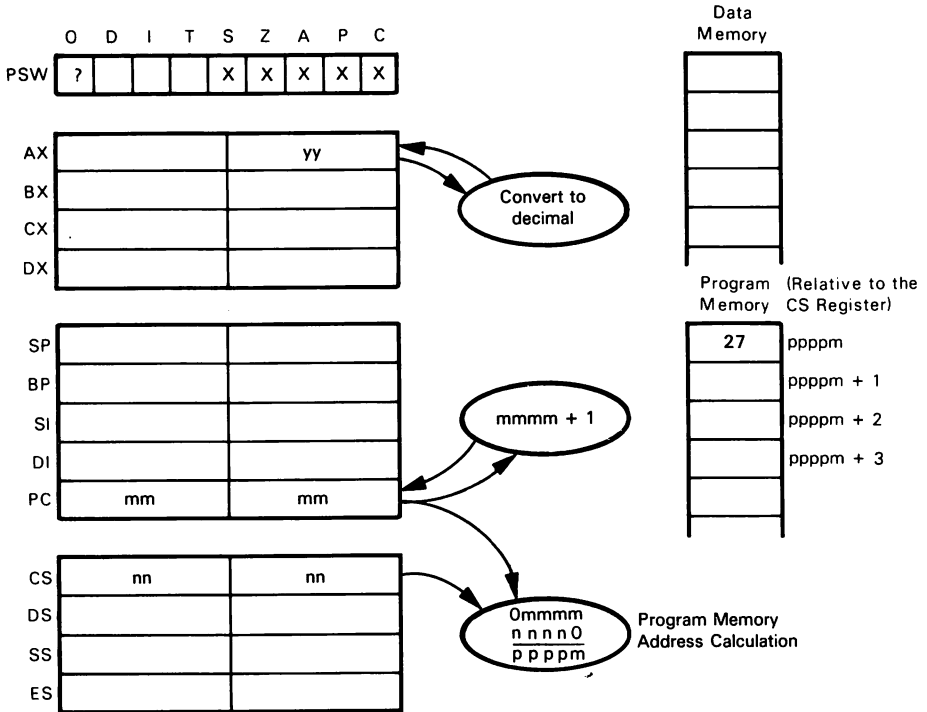 O D I T S Z A P C
PSW ? X X X X X
Data
Memory
AX yy
BX
CX
DX
Convert to
decimal
Program (Relative to the
Memory CS Register)
SP
BP
SI
DI
PC mm mm
mmmm + 1
27 ppppm
ppppm + 1
ppppm + 2
ppppm + 3
CS nn nn
DS
SS
ES
0mmmm
n n n n 0
p p p p m
Program Memory
Address Calculation